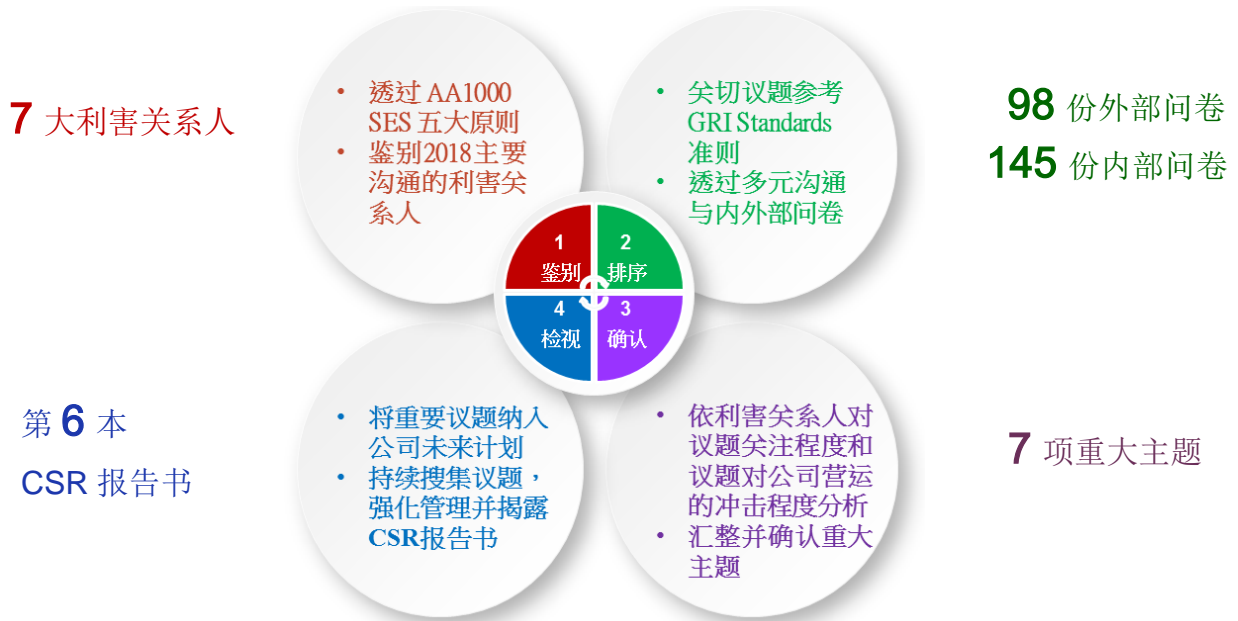 7 大利害关系人
• 透过 AA1000
SES 五大原则
• 鉴别2018主要
沟通的利害关
系人
• 关切议题参考
GRI Standards
准则
• 透过多元沟通
与内外部问卷
98 份外部问卷
145 份内部问卷
1
鉴别
2
排序
4
检视
3
确认
第 6 本
CSR 报告书
• 将重要议题纳入
公司未来计划
• 持续搜集议题，
强化管理并揭露
CSR报告书
• 依利害关系人对
议题关注程度和
议题对公司营运
的冲击程度分析
• 汇整并确认重大
主题
7 项重大主题